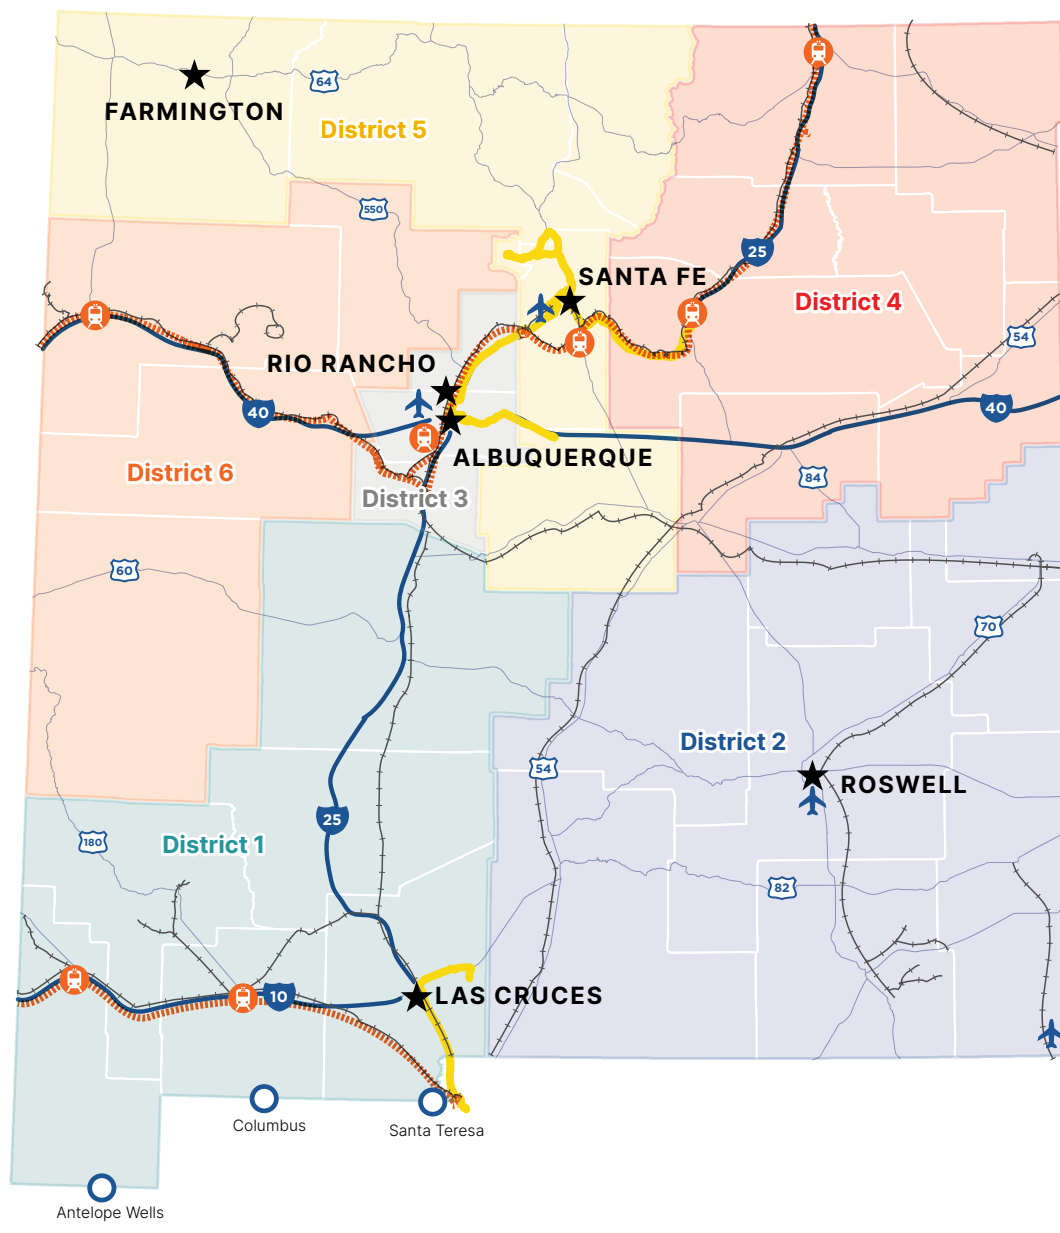 64
FARMINGTON
District 5
550
25
SANTA FE
District 4
54
RIO RANCHO
40
40
ALBUQUERQUE
District 6
84
District 3
60
70
District 2
54
ROSWELL
25
180
District 1
82
10
LAS CRUCES
Columbus
Santa Teresa
Antelope Wells